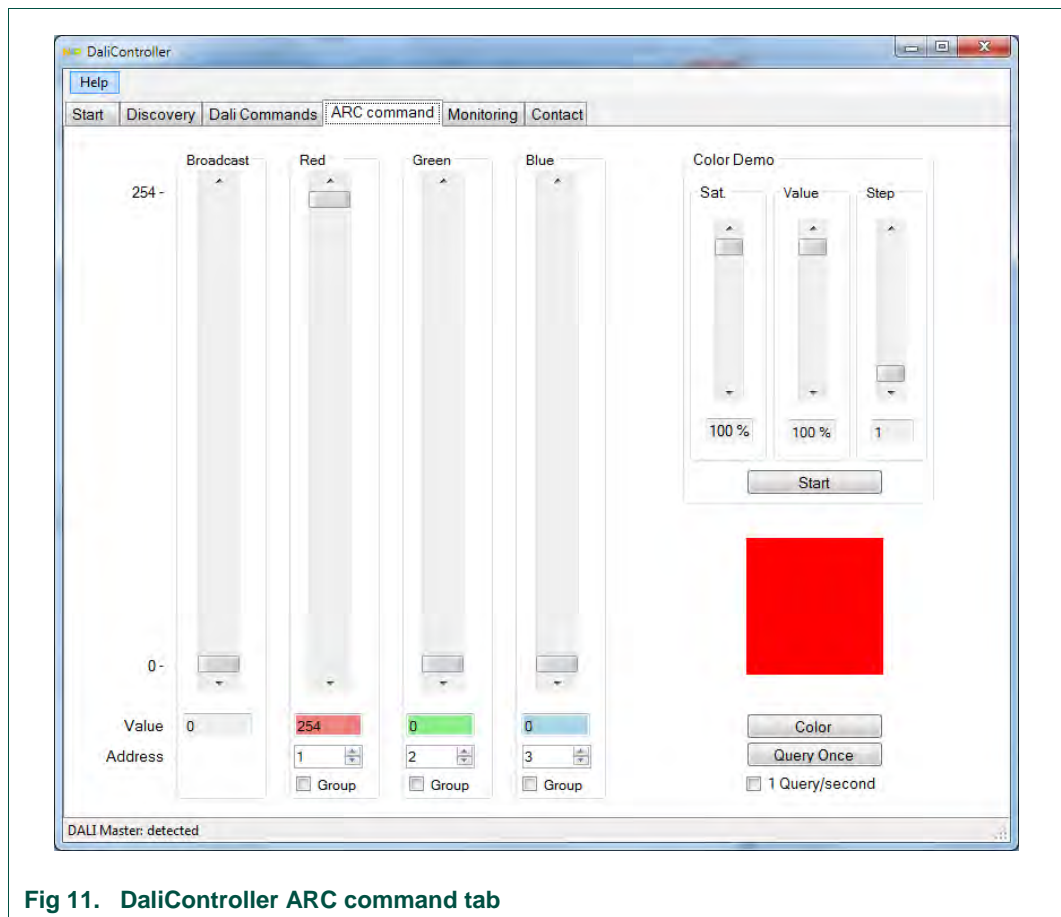 DaliController
Help
Start Discovery Dali Commands ARC command Monitoring Contact
Broadcast Red Green Blue Color Demo
254 - Sat. Value Step
100 % 100 % 1
Start
0 -
Value 0 254 0 0 Color
Address 1 2 3 Query Once
Group Group Group 1 Query/second
DALI Master: detected
Fig 11. DaliController ARC command tab